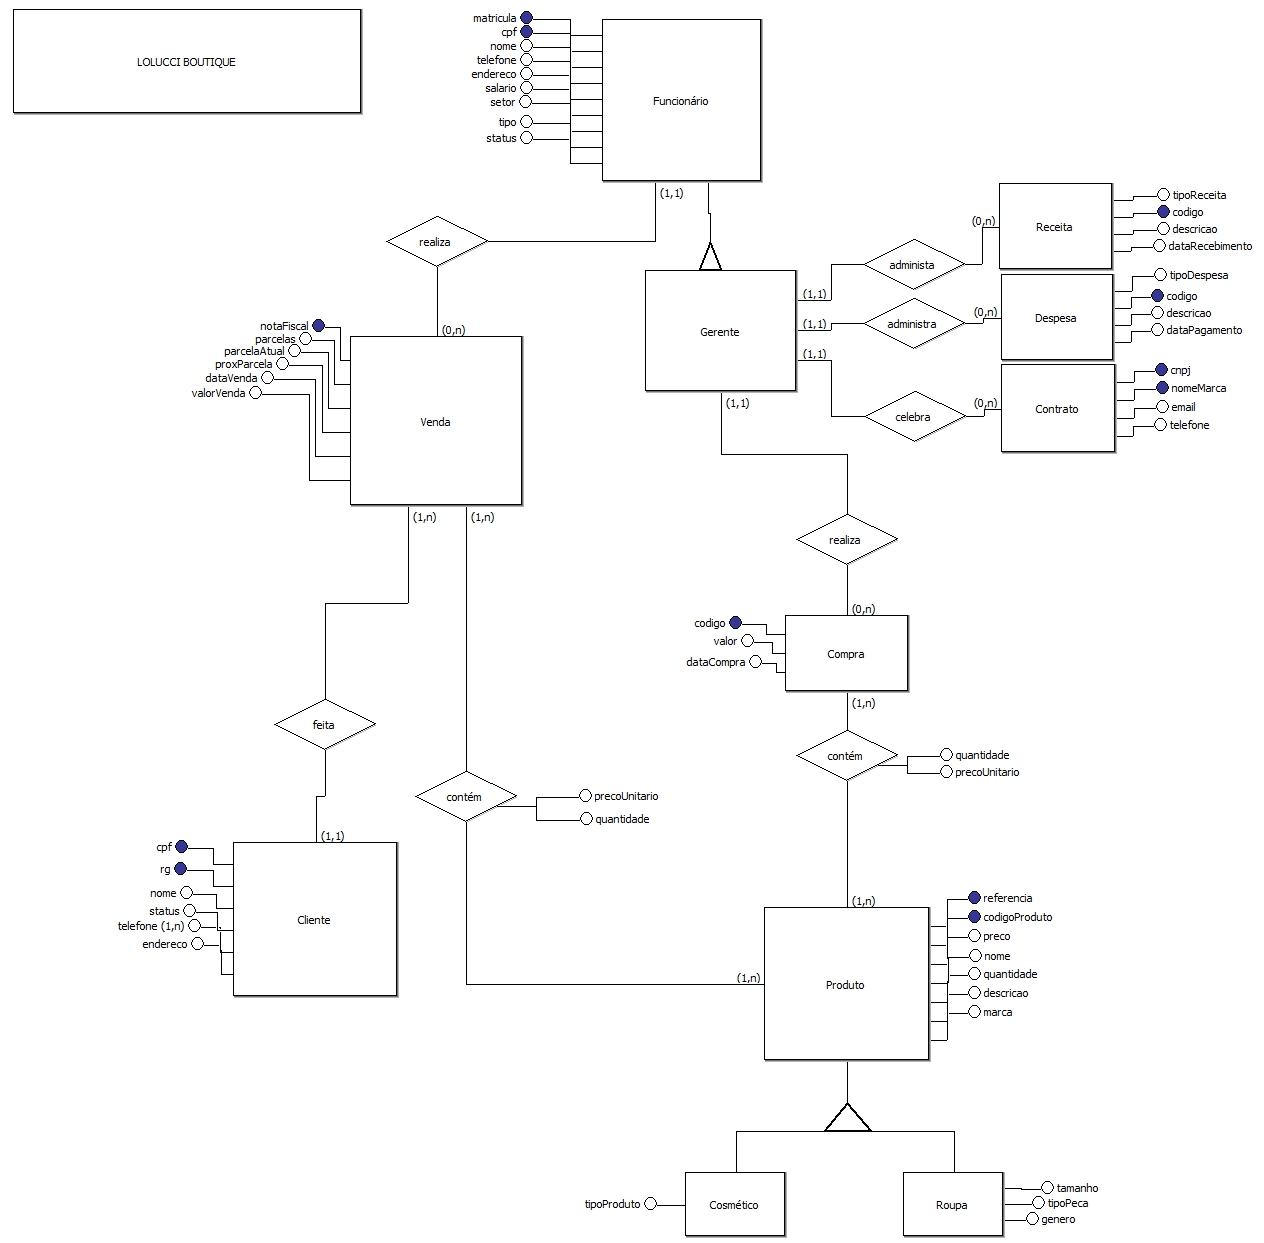 LOLUCCI BOUTIQUE
matricula
cpf
nome
telefone
endereco
salario
setor
tipo
status
Funcionário
(1,1)
realiza
(0,n)
Gerente
(1,1)
(1,1)
(1,1)
(1,1)
administa
(0,n)
Receita
tipoReceita
codigo
descricao
dataRecebimento
administra
(0,n)
Despesa
tipoDespesa
codigo
descricao
dataPagamento
celebra
(0,n)
Contrato
cnpj
nomeMarca
email
telefone
notaFiscal
parcelas
parcelaAtual
proxParcela
dataVenda
valorVenda
Venda
(1,n)
(1,n)
realiza
(0,n)
codigo
valor
dataCompra
Compra
(1,n)
contém
quantidade
precoUnitario
feita
(1,1)
contém
precoUnitario
quantidade
cpf
rg
nome
status
telefone (1,n)
endereco
Cliente
(1,n)
(1,n)
Produto
referencia
codigoProduto
preco
nome
quantidade
descricao
marca
tipoProduto
Cosmético
Roupa
tamanho
tipoPeca
genero